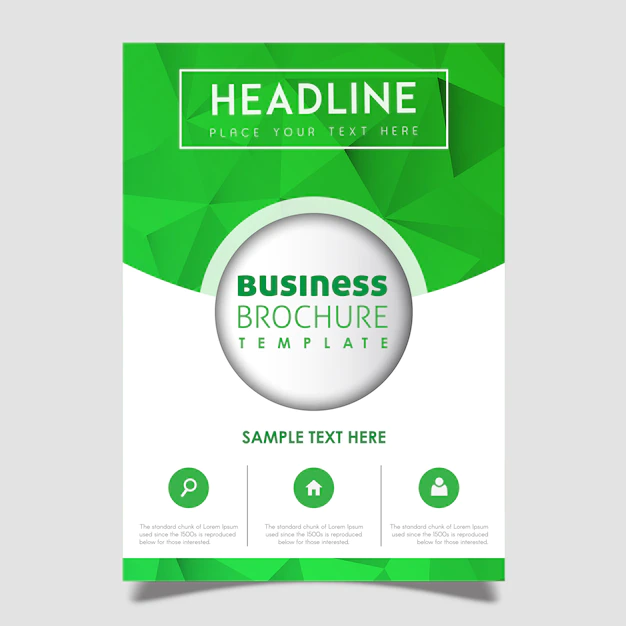 HEADLINE
PLACE YOUR TEXT HERE
BUSIness
BROCHURE
TEMPLATE
SAMPLE TEXT HERE
The standard chunk of Lorem Ipsum
used since the 1500s is reproduced
below for those interested.
The standard chunk of Lorem Ipsum
used since the 1500s is reproduced
below for those interested.
The standard chunk of Lorem Ipsum
used since the 1500s is reproduced
below for those interested.